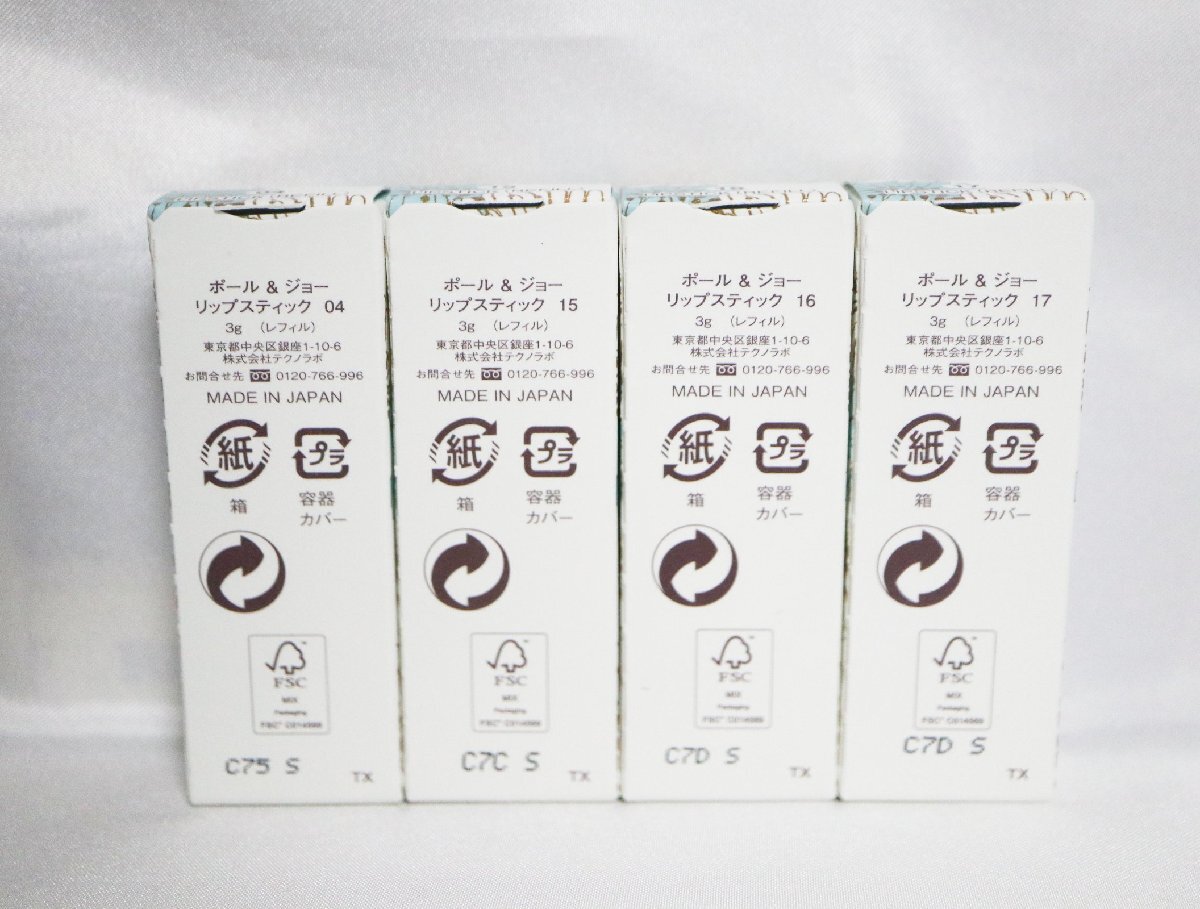 ポール & ジョー
リップスティック 04
3g （レフィル）
東京都中央区銀座1-10-6
株式会社テクノラボ
お問合せ先 0120-766-996
MADE IN JAPAN
紙 プラ
箱 容器
カバー
FSC
MIX
Packaging
C75 S
TX
ポール & ジョー
リップスティック 15
3g （レフィル）
東京都中央区銀座1-10-6
株式会社テクノラボ
お問合せ先 0120-766-996
MADE IN JAPAN
紙 プラ
箱 容器
カバー
FSC
MIX
Packaging
C7C S
TX
ポール & ジョー
リップスティック 16
3g （レフィル）
東京都中央区銀座1-10-6
株式会社テクノラボ
お問合せ先 0120-766-996
MADE IN JAPAN
紙 プラ
箱 容器
カバー
FSC
MIX
Packaging
C7D S
TX
ポール & ジョー
リップスティック 17
3g （レフィル）
東京都中央区銀座1-10-6
株式会社テクノラボ
お問合せ先 0120-766-996
MADE IN JAPAN
紙 プラ
箱 容器
カバー
FSC
MIX
Packaging
C7D S
TX